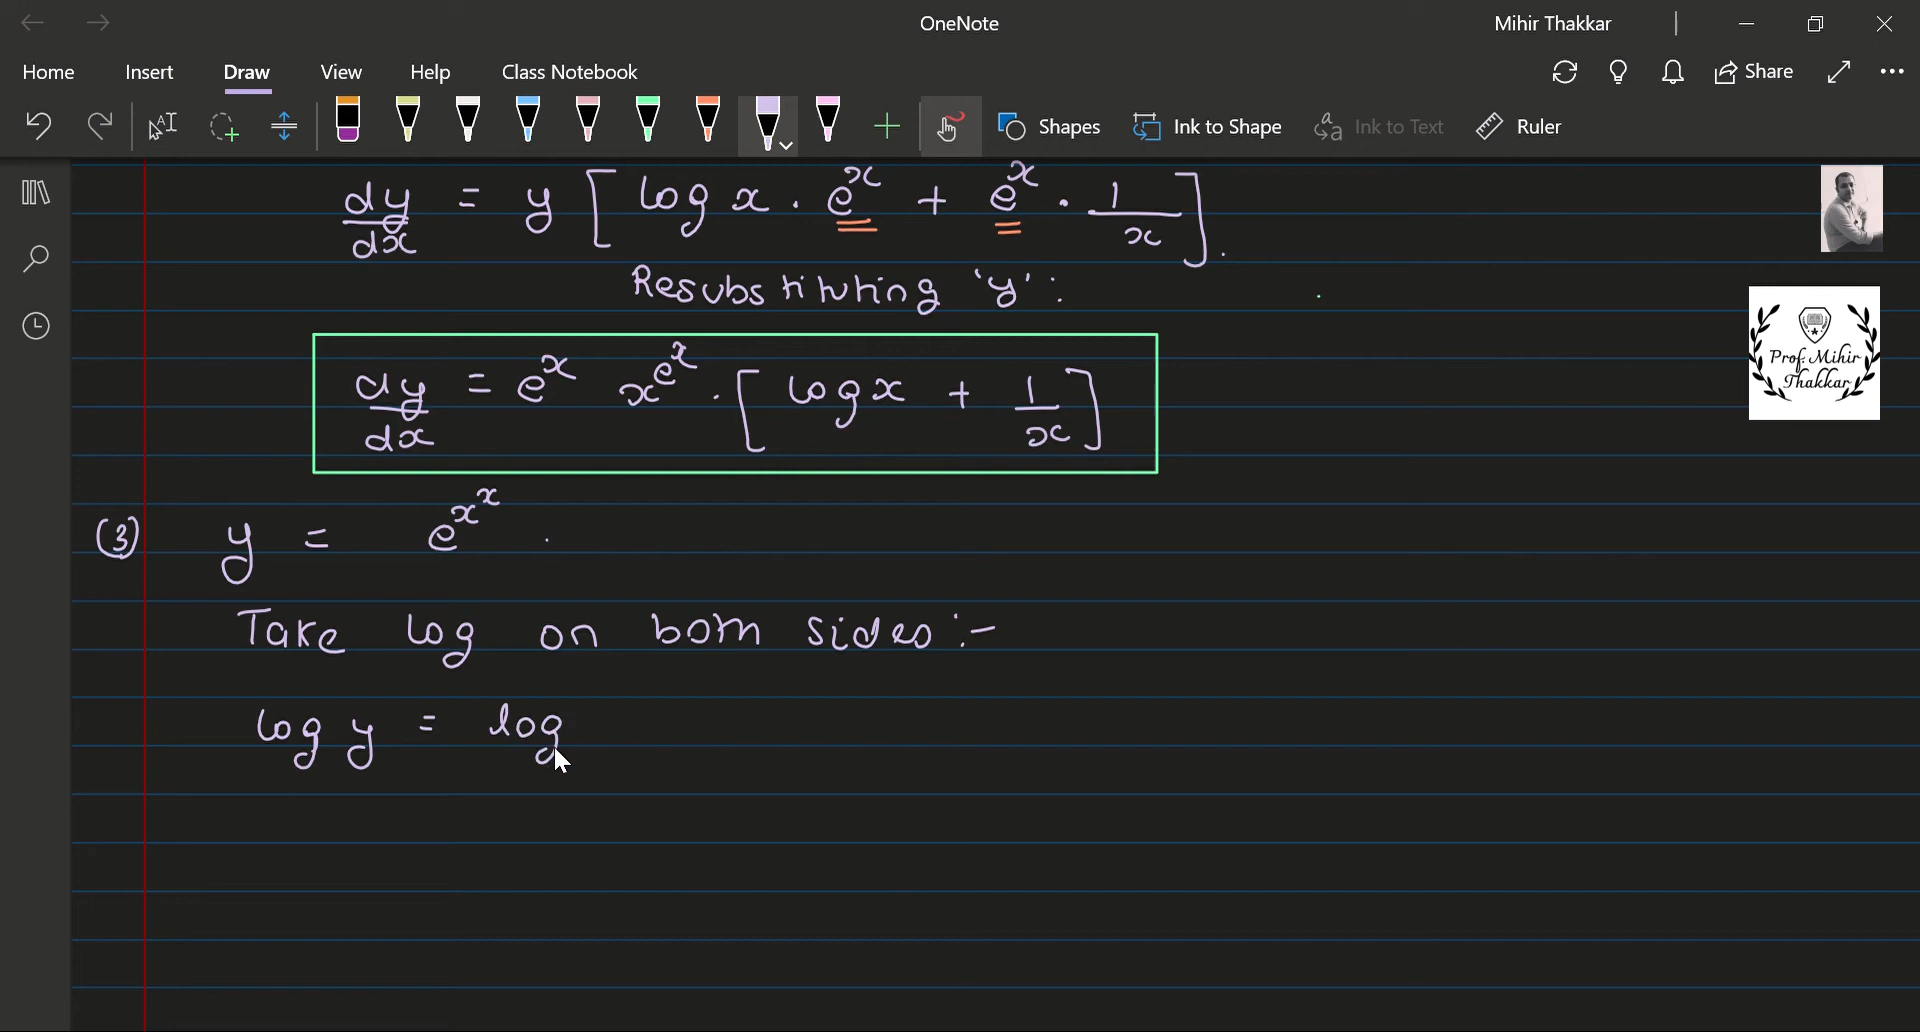 OneNote
Mihir Thakkar
Home Insert Draw View Help Class Notebook Share
Shapes Ink to Shape Ink to Text Ruler
dy/dx = y [ log x . e^x + e^x . 1/x ].
Resubstituting 'y' :
dy/dx = e^x x^{e^x} . [ log x + 1/x ]
(3) y = e^{x^x} .
Take log on both sides :-
log y = log
Prof. Mihir
Thakkar